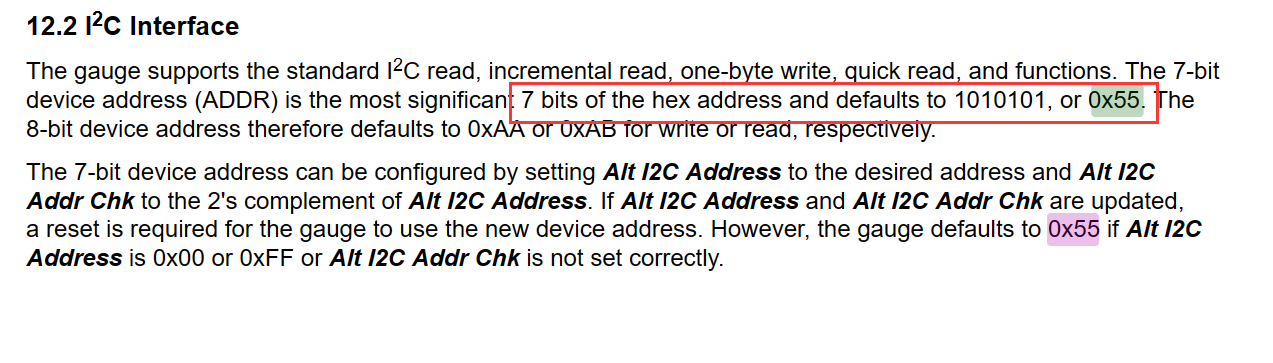 12.2 I²C Interface
The gauge supports the standard I²C read, incremental read, one-byte write, quick read, and functions. The 7-bit
device address (ADDR) is the most significant 7 bits of the hex address and defaults to 1010101, or 0x55. The
8-bit device address therefore defaults to 0xAA or 0xAB for write or read, respectively.
The 7-bit device address can be configured by setting Alt I2C Address to the desired address and Alt I2C
Addr Chk to the 2's complement of Alt I2C Address. If Alt I2C Address and Alt I2C Addr Chk are updated,
a reset is required for the gauge to use the new device address. However, the gauge defaults to 0x55 if Alt I2C
Address is 0x00 or 0xFF or Alt I2C Addr Chk is not set correctly.